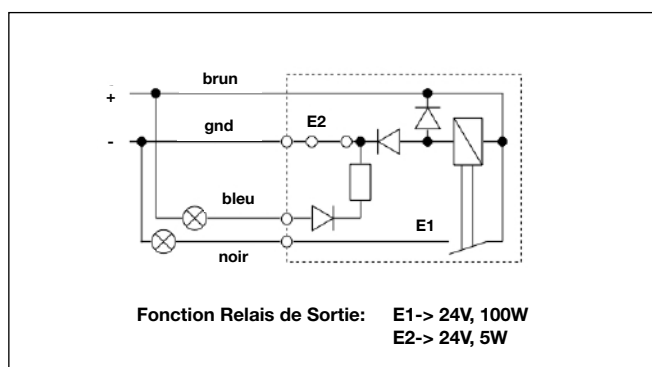 brun
+
gnd
E2
-
bleu
E1
noir
Fonction Relais de Sortie: E1-> 24V, 100W
E2-> 24V, 5W